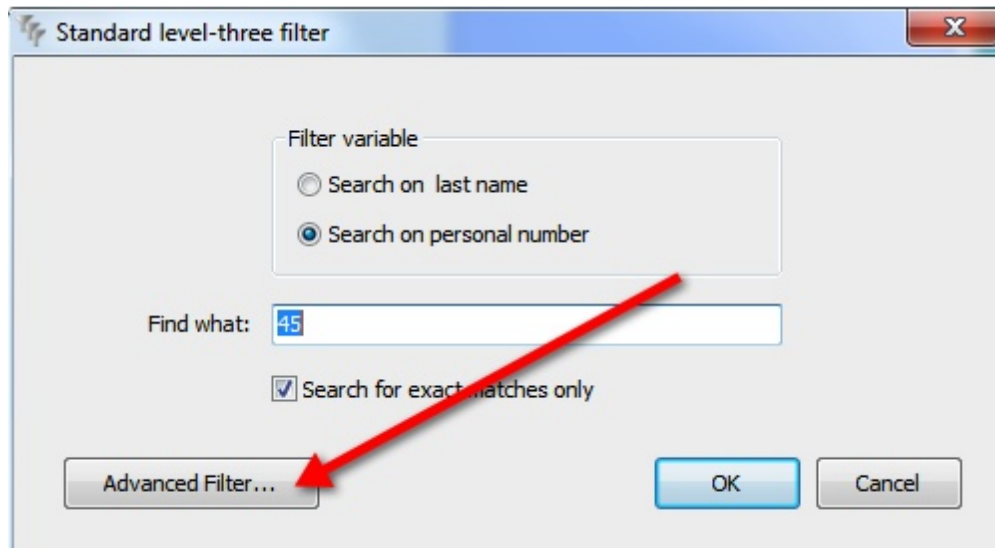 Standard level-three filter
Filter variable
Search on last name
Search on personal number
Find what: 45
Search for exact matches only
Advanced Filter... OK Cancel